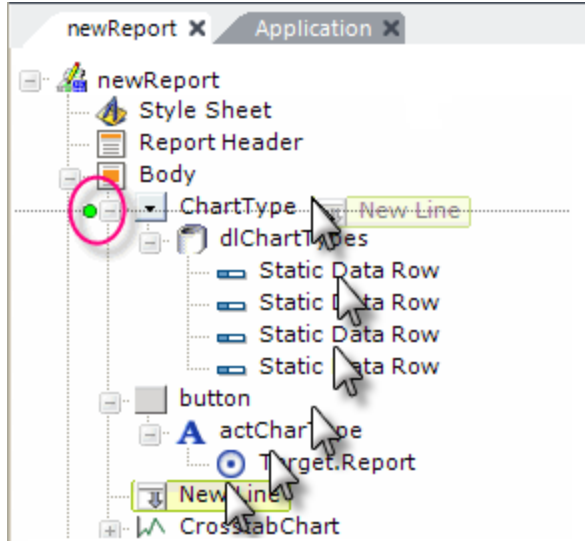 newReport Application
newReport
Style Sheet
Report Header
Body
ChartType New Line
dlChartTypes
Static Data Row
Static Data Row
Static Data Row
Static Data Row
button
actCharType
Target.Report
New Line
CrosstabChart